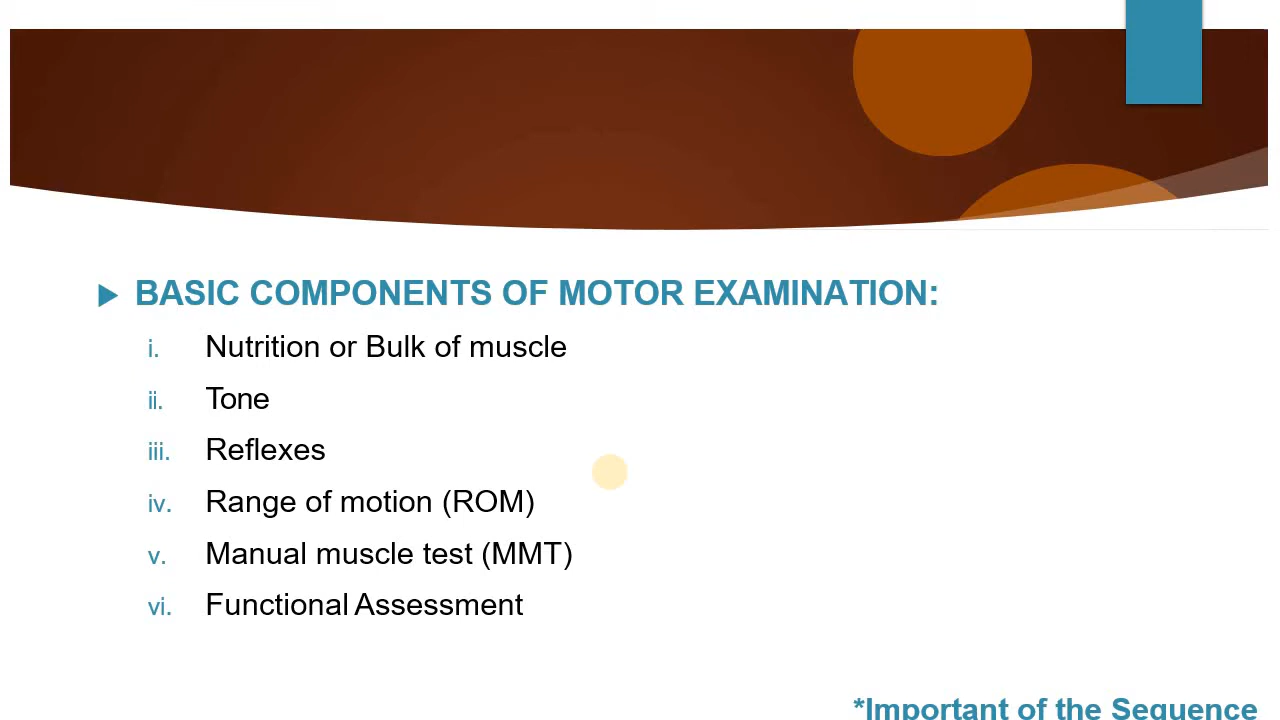 BASIC COMPONENTS OF MOTOR EXAMINATION:
i. Nutrition or Bulk of muscle
ii. Tone
iii. Reflexes
iv. Range of motion (ROM)
v. Manual muscle test (MMT)
vi. Functional Assessment
*Important of the Sequence